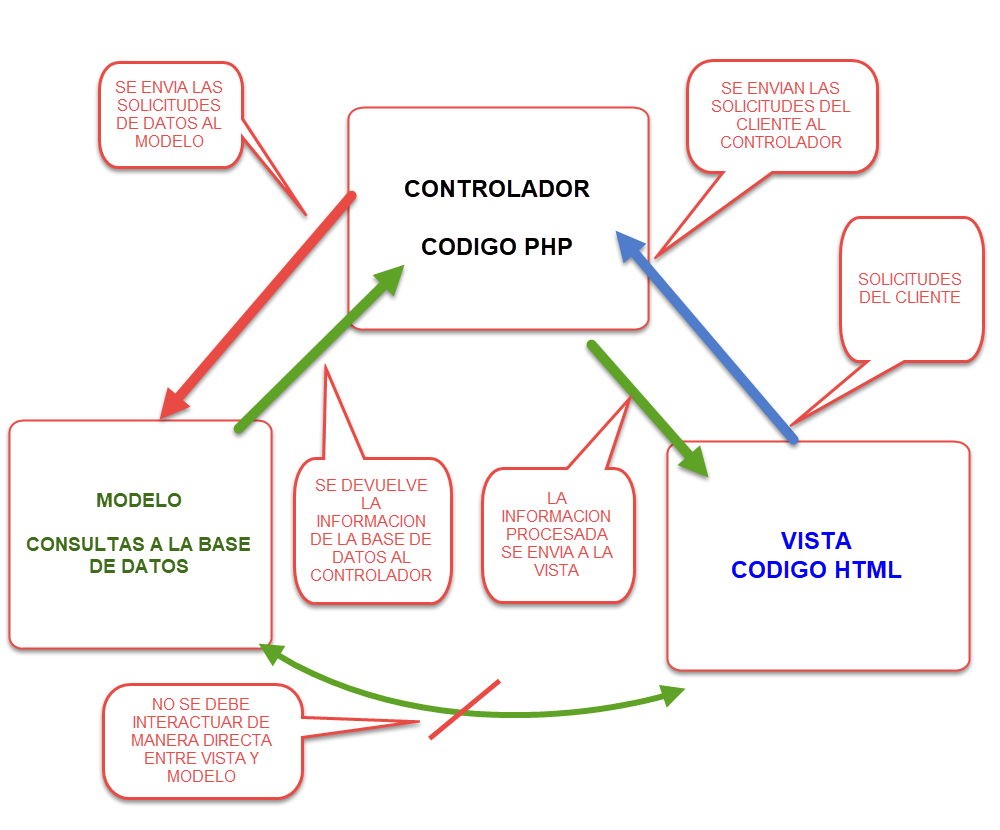 SE ENVIA LAS
SOLICITUDES
DE DATOS AL
MODELO
SE ENVIAN LAS
SOLICITUDES DEL
CLIENTE AL
CONTROLADOR
CONTROLADOR
CODIGO PHP
SOLICITUDES
DEL CLIENTE
MODELO
CONSULTAS A LA BASE
DE DATOS
SE DEVUELVE
LA
INFORMACION
DE LA BASE DE
DATOS AL
CONTROLADOR
LA
INFORMACION
PROCESADA
SE ENVIA A LA
VISTA
VISTA
CODIGO HTML
NO SE DEBE
INTERACTUAR DE
MANERA DIRECTA
ENTRE VISTA Y
MODELO